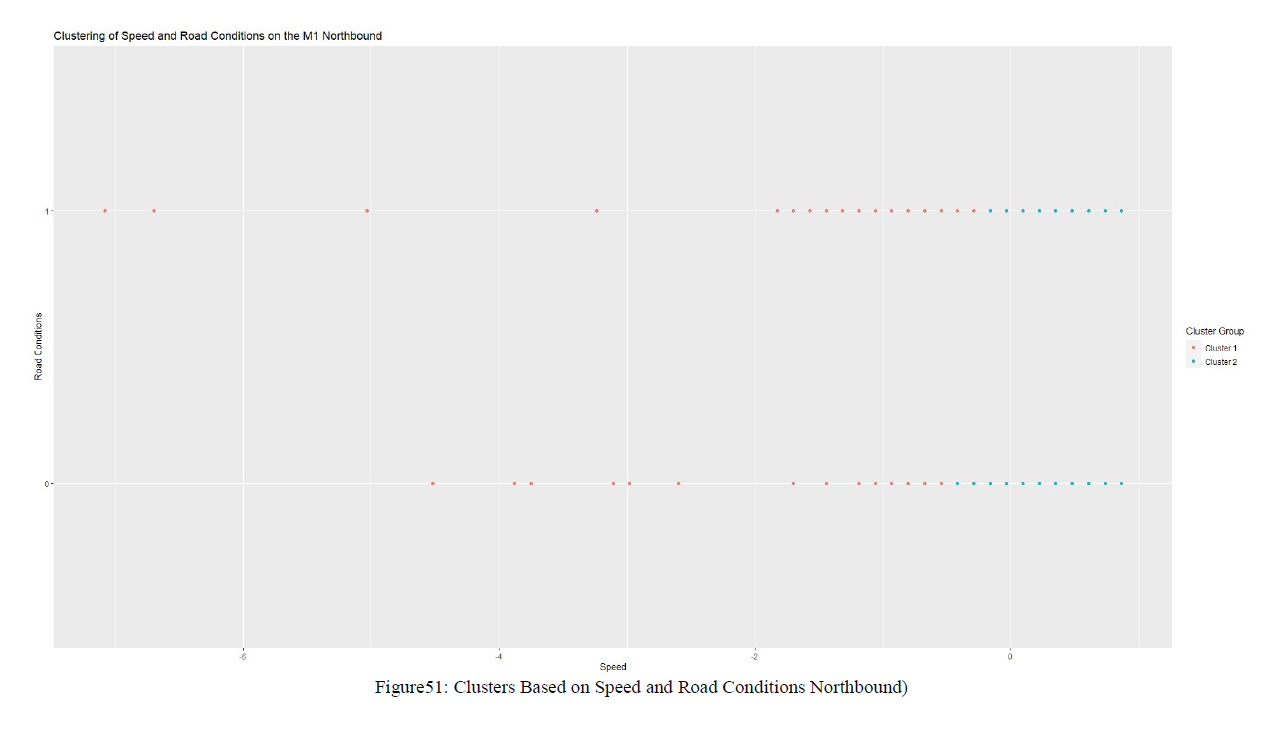 Clustering of Speed and Road Conditions on the M1 Northbound
1
0
Road Conditions
-6
-4
-2
0
Speed
Cluster Group
Cluster 1
Cluster 2
Figure51: Clusters Based on Speed and Road Conditions Northbound)